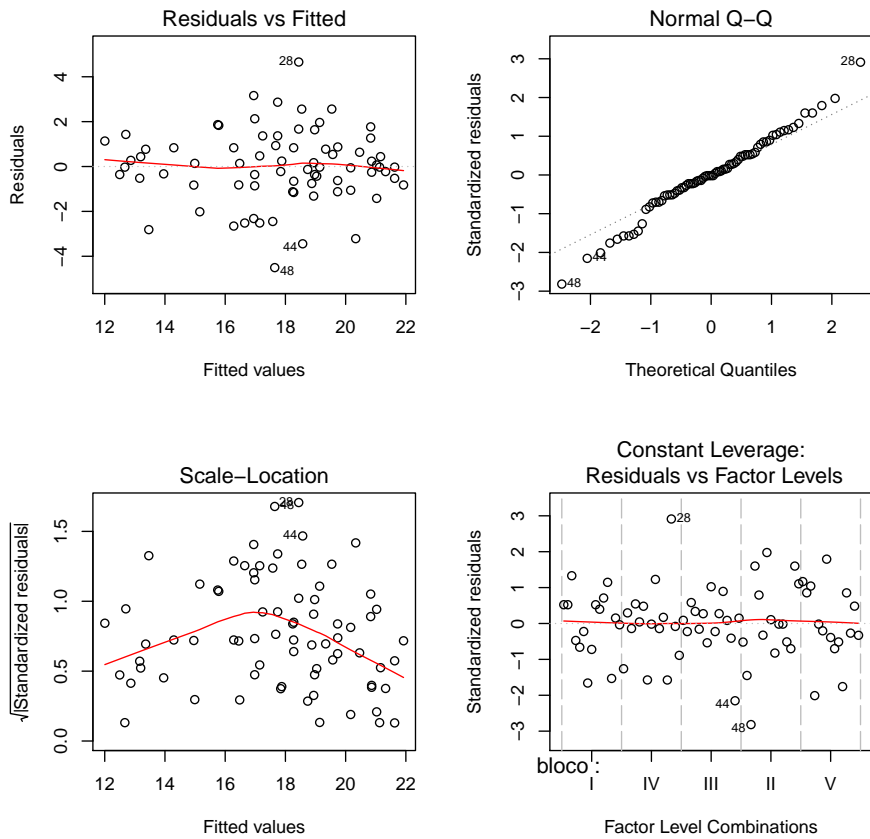 Residuals vs Fitted
Residuals
4
2
0
−2
−4
28
44
48
12
14
16
18
20
22
Fitted values
Normal Q−Q
Standardized residuals
3
2
1
0
−1
−2
−3
28
44
48
−2
−1
0
1
2
Theoretical Quantiles
Scale−Location
√|Standardized residuals|
1.5
1.0
0.5
0.0
28
48
44
12
14
16
18
20
22
Fitted values
Constant Leverage:
Residuals vs Factor Levels
Standardized residuals
3
2
1
0
−1
−2
−3
28
44
48
bloco :
I
IV
III
II
V
Factor Level Combinations